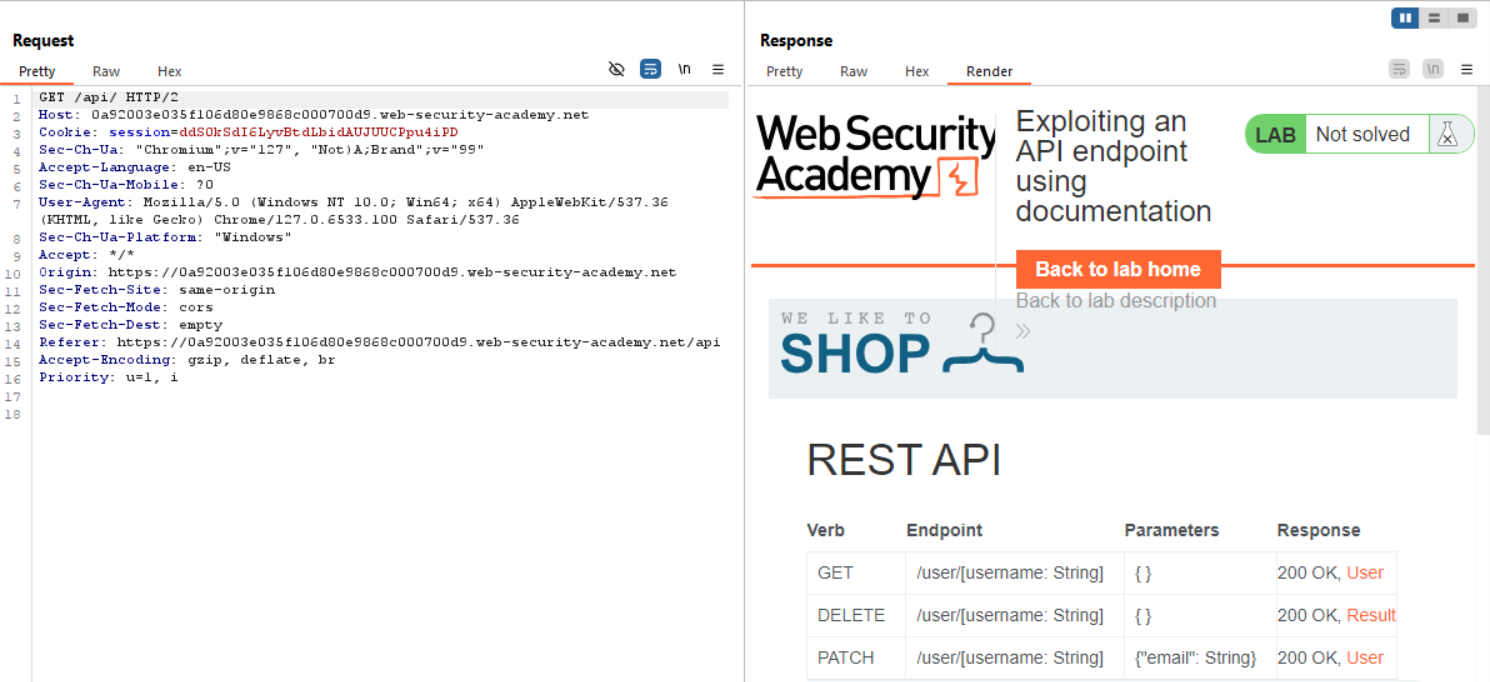 Request
Pretty Raw Hex
\n
1 GET /api/ HTTP/2
2 Host: 0a92003e035f106d80e9868c000700d9.web-security-academy.net
3 Cookie: session=ddS0kSdI6LyvBtdLbidAUJUUCPpu4iPD
4 Sec-Ch-Ua: "Chromium";v="127", "Not)A;Brand";v="99"
5 Accept-Language: en-US
6 Sec-Ch-Ua-Mobile: ?0
7 User-Agent: Mozilla/5.0 (Windows NT 10.0; Win64; x64) AppleWebKit/537.36
(KHTML, like Gecko) Chrome/127.0.6533.100 Safari/537.36
8 Sec-Ch-Ua-Platform: "Windows"
9 Accept: */*
10 Origin: https://0a92003e035f106d80e9868c000700d9.web-security-academy.net
11 Sec-Fetch-Site: same-origin
12 Sec-Fetch-Mode: cors
13 Sec-Fetch-Dest: empty
14 Referer: https://0a92003e035f106d80e9868c000700d9.web-security-academy.net/api
15 Accept-Encoding: gzip, deflate, br
16 Priority: u=1, i
17
18
Response
Pretty Raw Hex Render
\n
Web Security
Academy
Exploiting an
API endpoint
using
documentation
LAB Not solved
Back to lab home
Back to lab description
WE LIKE TO
SHOP
REST API
Verb Endpoint Parameters Response
GET /user/[username: String] { } 200 OK, User
DELETE /user/[username: String] { } 200 OK, Result
PATCH /user/[username: String] {"email": String} 200 OK, User